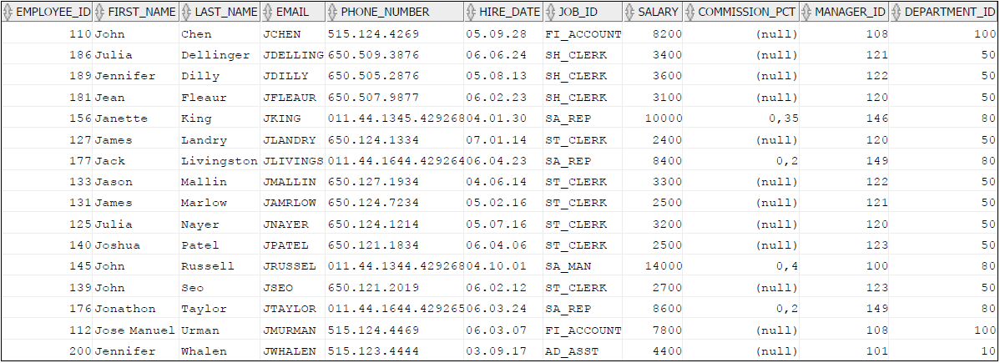 EMPLOYEE_ID FIRST_NAME LAST_NAME EMAIL PHONE_NUMBER HIRE_DATE JOB_ID SALARY COMMISSION_PCT MANAGER_ID DEPARTMENT_ID
110 John Chen JCHEN 515.124.4269 05.09.28 FI_ACCOUNT 8200 (null) 108 100
186 Julia Dellinger JDELLING 650.509.3876 06.06.24 SH_CLERK 3400 (null) 121 50
189 Jennifer Dilly JDILLY 650.505.2876 05.08.13 SH_CLERK 3600 (null) 122 50
181 Jean Fleaur JFLEAUR 650.507.9877 06.02.23 SH_CLERK 3100 (null) 120 50
156 Janette King JKING 011.44.1345.429268 04.01.30 SA_REP 10000 0,35 146 80
127 James Landry JLANDRY 650.124.1334 07.01.14 ST_CLERK 2400 (null) 120 50
177 Jack Livingston JLIVINGS 011.44.1644.429264 06.04.23 SA_REP 8400 0,2 149 80
133 Jason Mallin JMALLIN 650.127.1934 04.06.14 ST_CLERK 3300 (null) 122 50
131 James Marlow JAMRLOW 650.124.7234 05.02.16 ST_CLERK 2500 (null) 121 50
125 Julia Nayer JNAYER 650.124.1214 05.07.16 ST_CLERK 3200 (null) 120 50
140 Joshua Patel JPATEL 650.121.1834 06.04.06 ST_CLERK 2500 (null) 123 50
145 John Russell JRUSSEL 011.44.1344.429268 04.10.01 SA_MAN 14000 0,4 100 80
139 John Seo JSEO 650.121.2019 06.02.12 ST_CLERK 2700 (null) 123 50
176 Jonathon Taylor JTAYLOR 011.44.1644.429265 06.03.24 SA_REP 8600 0,2 149 80
112 Jose Manuel Urman JMURMAN 515.124.4469 06.03.07 FI_ACCOUNT 7800 (null) 108 100
200 Jennifer Whalen JWHALEN 515.123.4444 03.09.17 AD_ASST 4400 (null) 101 10